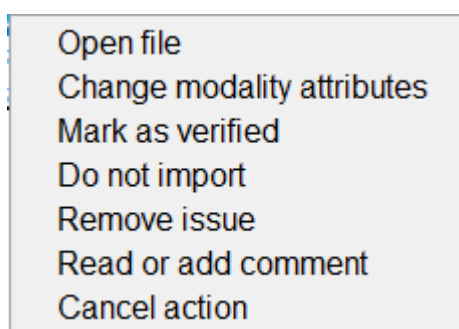 Open file
Change modality attributes
Mark as verified
Do not import
Remove issue
Read or add comment
Cancel action